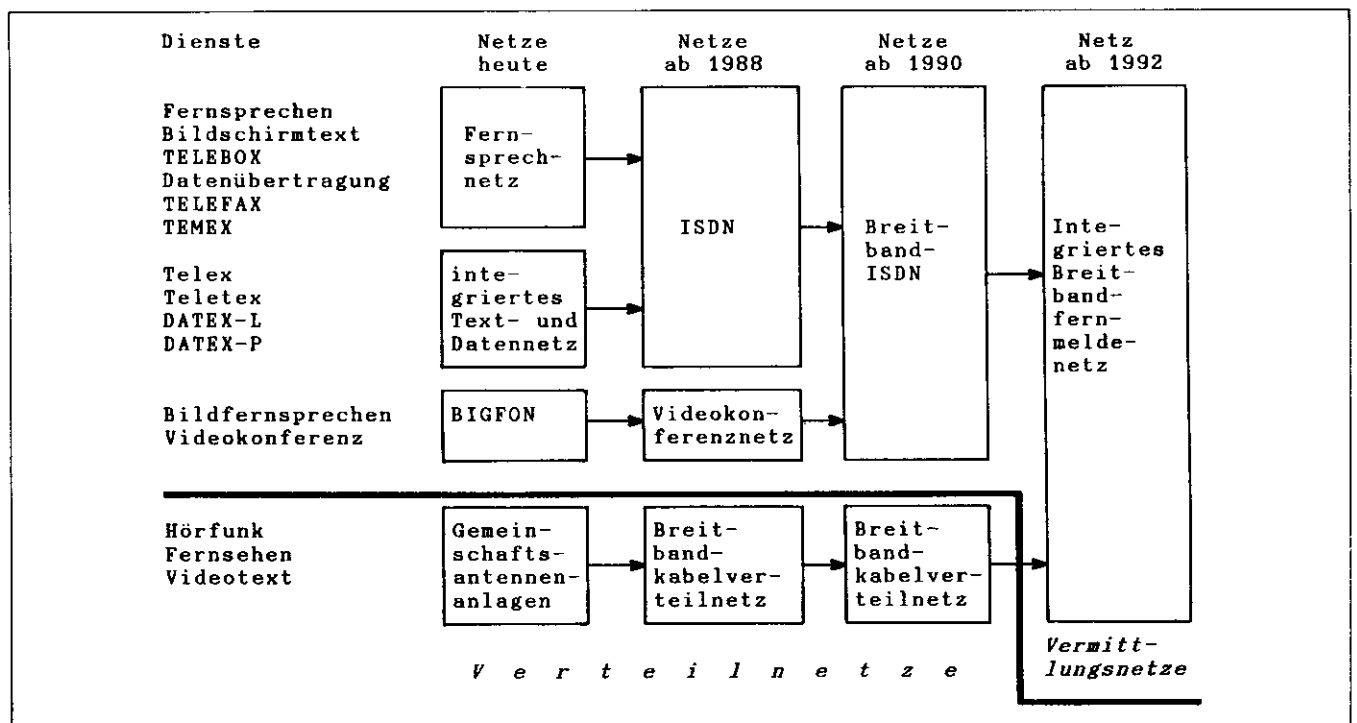 Dienste
Netze
heute
Netze
ab 1988
Netze
ab 1990
Netz
ab 1992
Fernsprechen
Bildschirmtext
TELEBOX
Datenübertragung
TELEFAX
TEMEX
Fern-
sprech-
netz
ISDN
Breit-
band-
ISDN
Inte-
griertes
Breit-
band-
fern-
melde-
netz
Telex
Teletex
DATEX-L
DATEX-P
inte-
griertes
Text- und
Datennetz
Bildfernsprechen
Videokonferenz
BIGFON
Videokon-
ferenznetz
Hörfunk
Fernsehen
Videotext
Gemein-
schafts-
antennen-
anlagen
Breit-
band-
kabelver-
teilnetz
Breit-
band-
kabelver-
teilnetz
V e r t e i l n e t z e
Vermitt-
lungsnetze